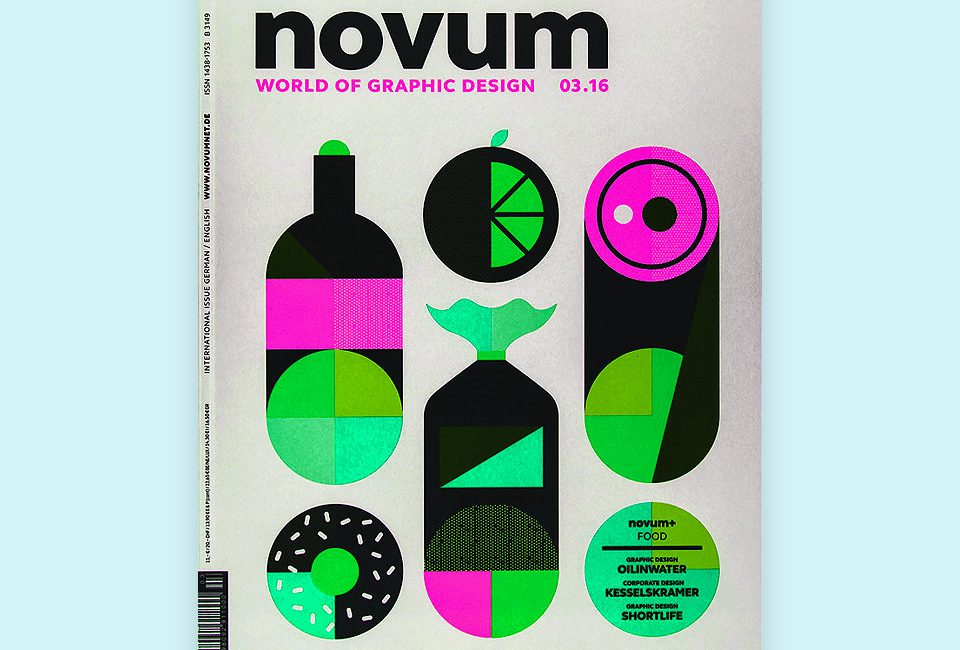 novum
WORLD OF GRAPHIC DESIGN 03.16
ISSN 1438-1753 B 3149
WWW.NOVUMNET.DE
INTERNATIONAL ISSUE GERMAN / ENGLISH
novum+
FOOD
GRAPHIC DESIGN
OILINWATER
CORPORATE DESIGN
KESSELSKRAMER
GRAPHIC DESIGN
SHORTLIFE